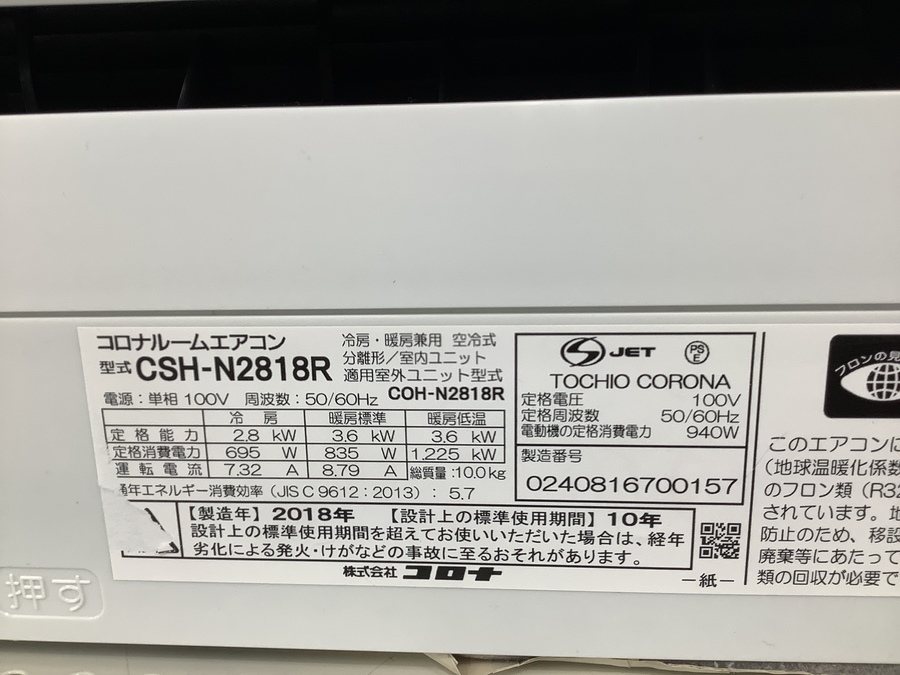 コロナルームエアコン
型式 CSH-N2818R
冷房・暖房兼用 空冷式
分離形/室内ユニット
適用室外ユニット型式
COH-N2818R
電源:単相 100V 周波数:50/60Hz
冷 房 暖房標準 暖房低温
定格能力 2.8 kW 3.6 kW 3.6 kW
定格消費電力 695 W 835 W 1.225 kW
運転電流 7.32 A 8.79 A 総質量:10.0kg
年エネルギー消費効率(JIS C 9612:2013):5.7
【製造年】2018年 【設計上の標準使用期間】10年
設計上の標準使用期間を超えてお使いいただいた場合は、経年
劣化による発火・けがなどの事故に至るおそれがあります。
株式会社 コロナ
-紙-
JET PS E
TOCHIO CORONA
定格電圧 100V
定格周波数 50/60Hz
電動機の定格消費電力 940W
製造番号
0240816700157
フロンの見
このエアコンに
(地球温暖化係数
のフロン類(R32
されています。地
防止のため、移設
廃棄等にあたって
類の回収が必要で
押す